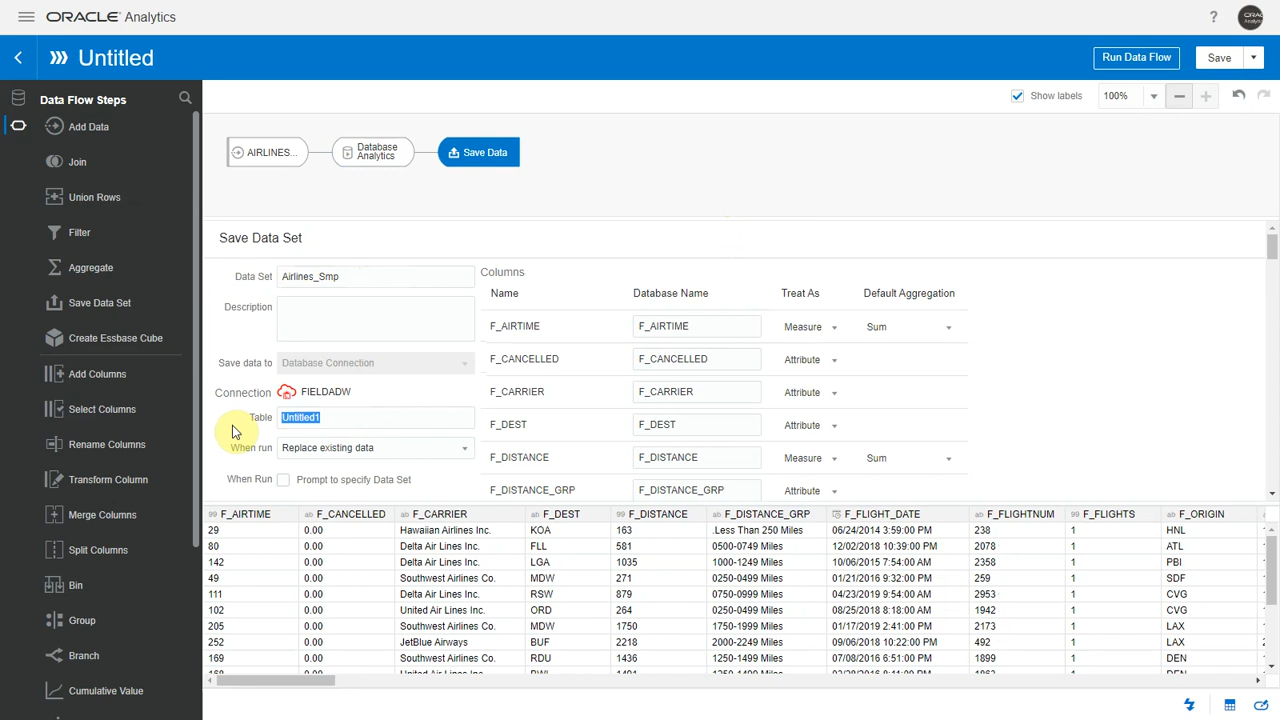 ORACLE Analytics
?
Untitled
Run Data Flow
Save
Data Flow Steps
Add Data
Join
Union Rows
Filter
Aggregate
Save Data Set
Create Essbase Cube
Add Columns
Select Columns
Rename Columns
Transform Column
Merge Columns
Split Columns
Bin
Group
Branch
Cumulative Value
Show labels
100%
AIRLINES...
Database Analytics
Save Data
Save Data Set
Data Set Airlines_Smp
Description
Save data to Database Connection
Connection FIELDADW
Table Untitled1
When run Replace existing data
When Run Prompt to specify Data Set
Columns
Name Database Name Treat As Default Aggregation
F_AIRTIME F_AIRTIME Measure Sum
F_CANCELLED F_CANCELLED Attribute
F_CARRIER F_CARRIER Attribute
F_DEST F_DEST Attribute
F_DISTANCE F_DISTANCE Measure Sum
F_DISTANCE_GRP F_DISTANCE_GRP Attribute
99 F_AIRTIME ab F_CANCELLED ab F_CARRIER ab F_DEST 99 F_DISTANCE ab F_DISTANCE_GRP F_FLIGHT_DATE ab F_FLIGHTNUM 99 F_FLIGHTS ab F_ORIGIN
29 0.00 Hawaiian Airlines Inc. KOA 163 .Less Than 250 Miles 06/24/2014 3:59:00 PM 238 1 HNL
80 0.00 Delta Air Lines Inc. FLL 581 0500-0749 Miles 12/02/2018 10:39:00 PM 2078 1 ATL
142 0.00 Delta Air Lines Inc. LGA 1035 1000-1249 Miles 10/06/2015 7:54:00 AM 2358 1 PBI
49 0.00 Southwest Airlines Co. MDW 271 0250-0499 Miles 01/21/2016 9:32:00 PM 259 1 SDF
111 0.00 Delta Air Lines Inc. RSW 879 0750-0999 Miles 04/23/2019 9:54:00 AM 2953 1 CVG
102 0.00 United Air Lines Inc. ORD 264 0250-0499 Miles 08/25/2018 8:18:00 AM 1942 1 CVG
205 0.00 Southwest Airlines Co. MDW 1750 1750-1999 Miles 01/17/2019 2:41:00 PM 2173 1 LAX
252 0.00 JetBlue Airways BUF 2218 2000-2249 Miles 09/06/2018 10:22:00 PM 492 1 LAX
169 0.00 Southwest Airlines Co. RDU 1436 1250-1499 Miles 07/08/2016 6:51:00 PM 1899 1 DEN